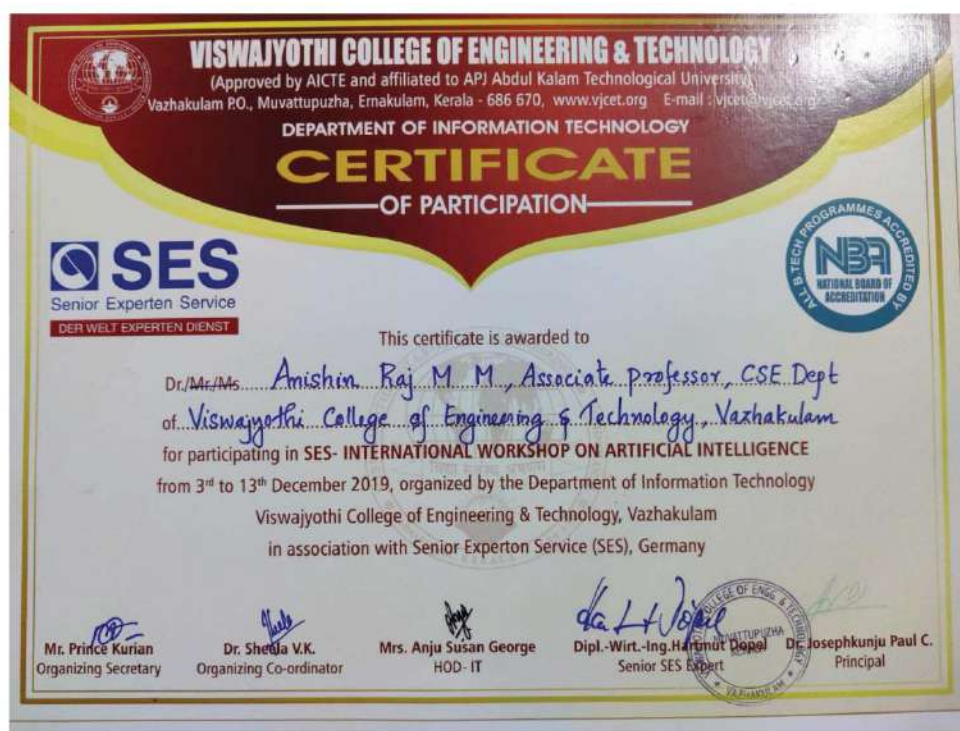 VISWAJYOTHI COLLEGE OF ENGINEERING & TECHNOLOGY
(Approved by AICTE and affiliated to APJ Abdul Kalam Technological University)
Vazhakulam P.O., Muvattupuzha, Ernakulam, Kerala - 686 670, www.vjcet.org E-mail : vjcet@vjcet.org
DEPARTMENT OF INFORMATION TECHNOLOGY
CERTIFICATE
OF PARTICIPATION
SES
Senior Experten Service
DER WELT EXPERTEN DIENST
ALL B.TECH PROGRAMMES ACCREDITED BY
NBA
NATIONAL BOARD OF
ACCREDITATION
This certificate is awarded to
Dr./Mr./Ms. Anishin Raj M M, Associate professor, CSE Dept
of Viswajyothi College of Engineering & Technology, Vazhakulam
for participating in SES- INTERNATIONAL WORKSHOP ON ARTIFICIAL INTELLIGENCE
from 3rd to 13th December 2019, organized by the Department of Information Technology
Viswajyothi College of Engineering & Technology, Vazhakulam
in association with Senior Experton Service (SES), Germany
Mr. Prince Kurian
Organizing Secretary
Dr. Sheela V.K.
Organizing Co-ordinator
Mrs. Anju Susan George
HOD- IT
Dipl.-Wirt.-Ing.Hartmut Dopol
Senior SES Expert
Dr. Josephkunju Paul C.
Principal
COLLEGE OF ENGG. & TECHNOLOGY
MUVATTUPUZHA
VAZHAKULAM